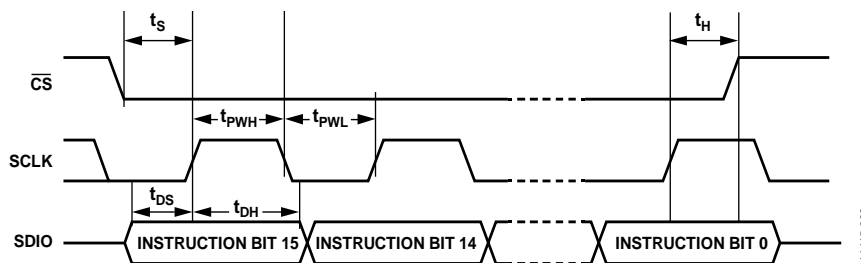 tS
tH
CS
tPWH
tPWL
SCLK
tDS
tDH
SDIO
INSTRUCTION BIT 15
INSTRUCTION BIT 14
INSTRUCTION BIT 0